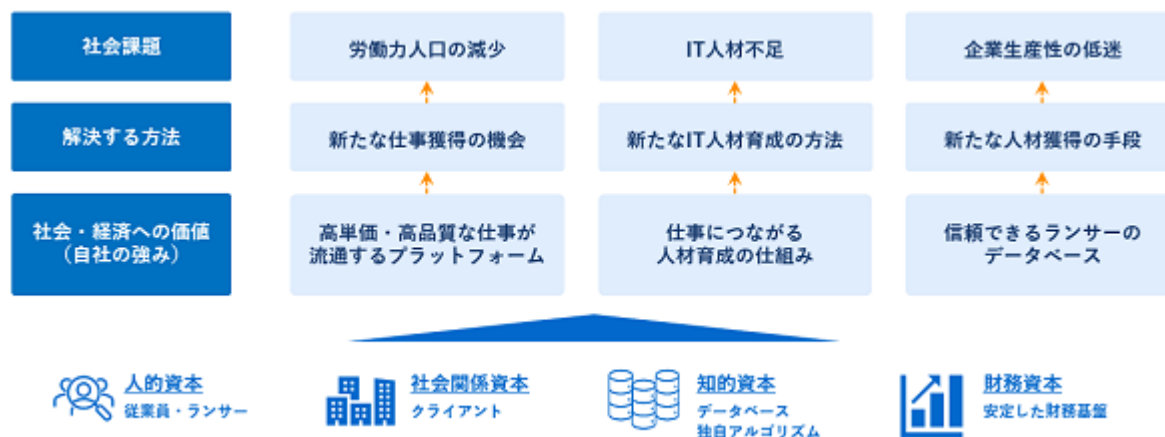 社会課題
労働力人口の減少
IT人材不足
企業生産性の低迷
解決する方法
新たな仕事獲得の機会
新たなIT人材育成の方法
新たな人材獲得の手段
社会・経済への価値
（自社の強み）
高単価・高品質な仕事が
流通するプラットフォーム
仕事につながる
人材育成の仕組み
信頼できるランサーの
データベース
人的資本
従業員・ランサー
社会関係資本
クライアント
知的資本
データベース
独自アルゴリズム
財務資本
安定した財務基盤